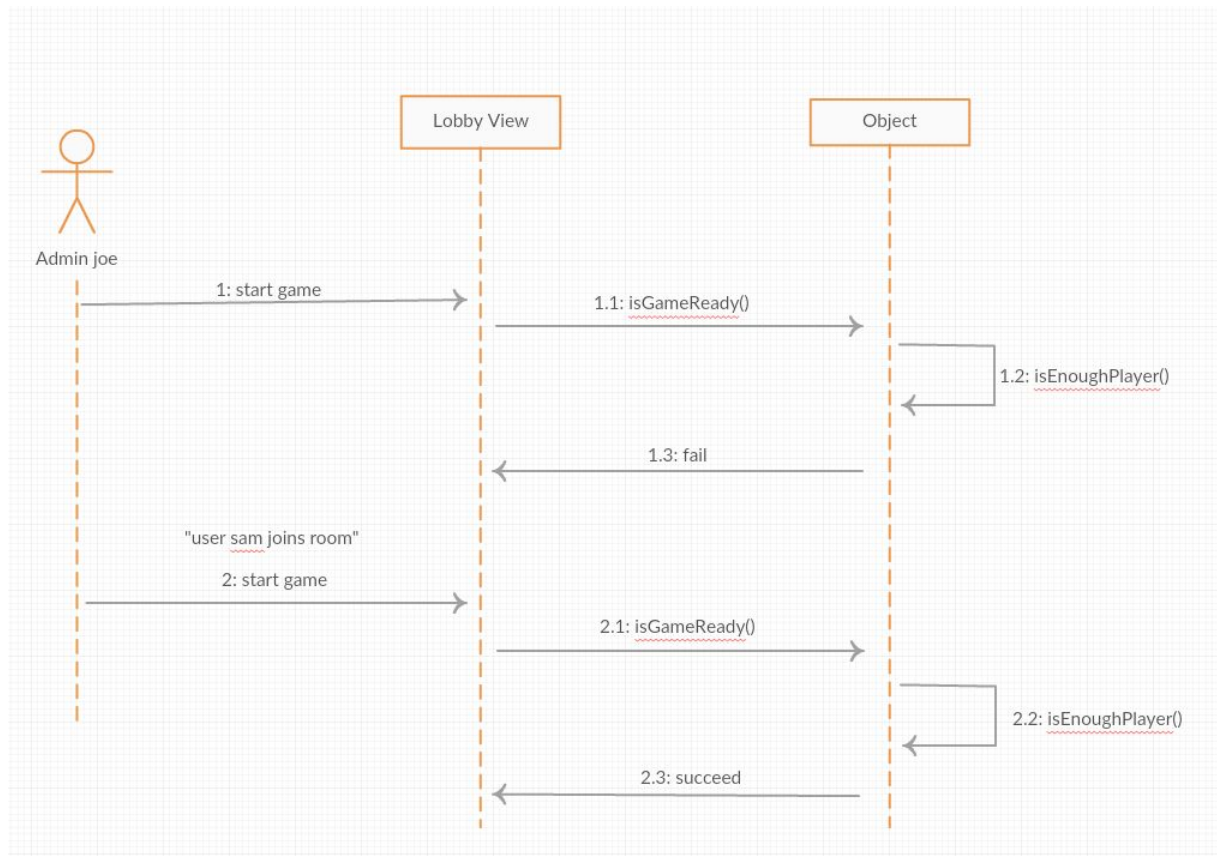 Lobby View
Object
Admin joe
1: start game
1.1: isGameReady()
1.2: isEnoughPlayer()
1.3: fail
"user sam joins room"
2: start game
2.1: isGameReady()
2.2: isEnoughPlayer()
2.3: succeed